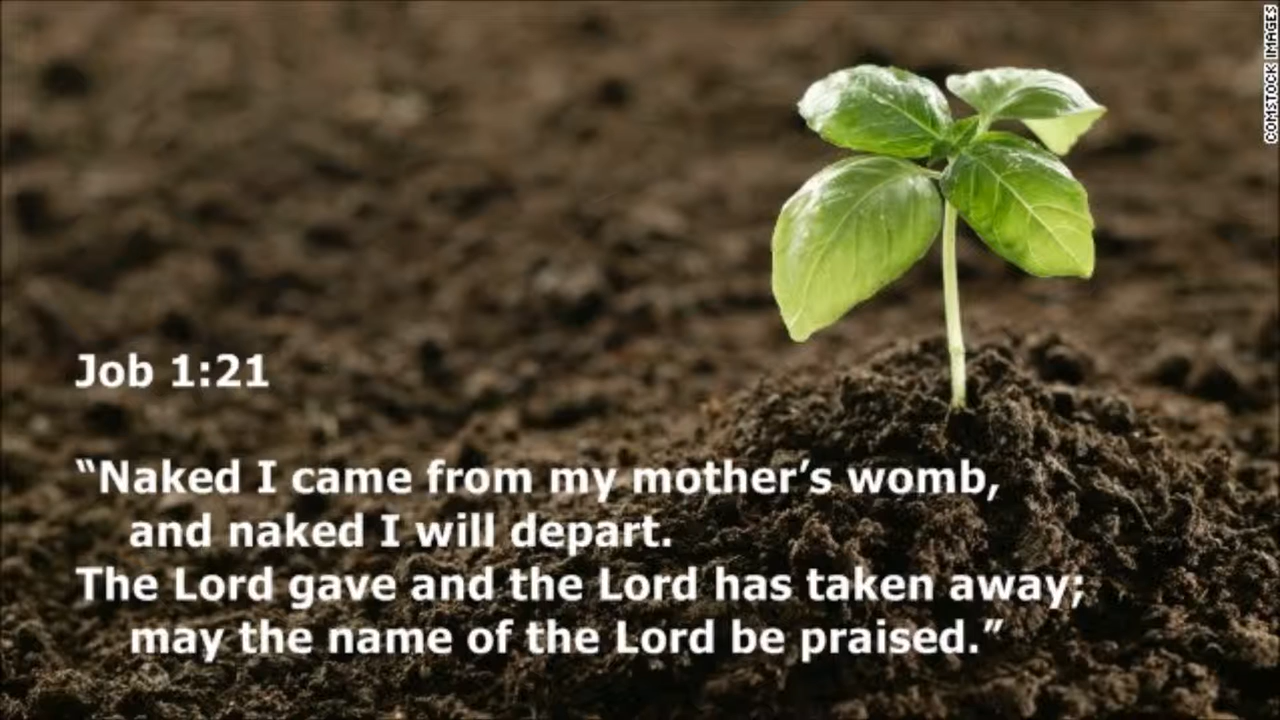 COMSTOCK IMAGES
Job 1:21
“Naked I came from my mother’s womb,
and naked I will depart.
The Lord gave and the Lord has taken away;
may the name of the Lord be praised.”